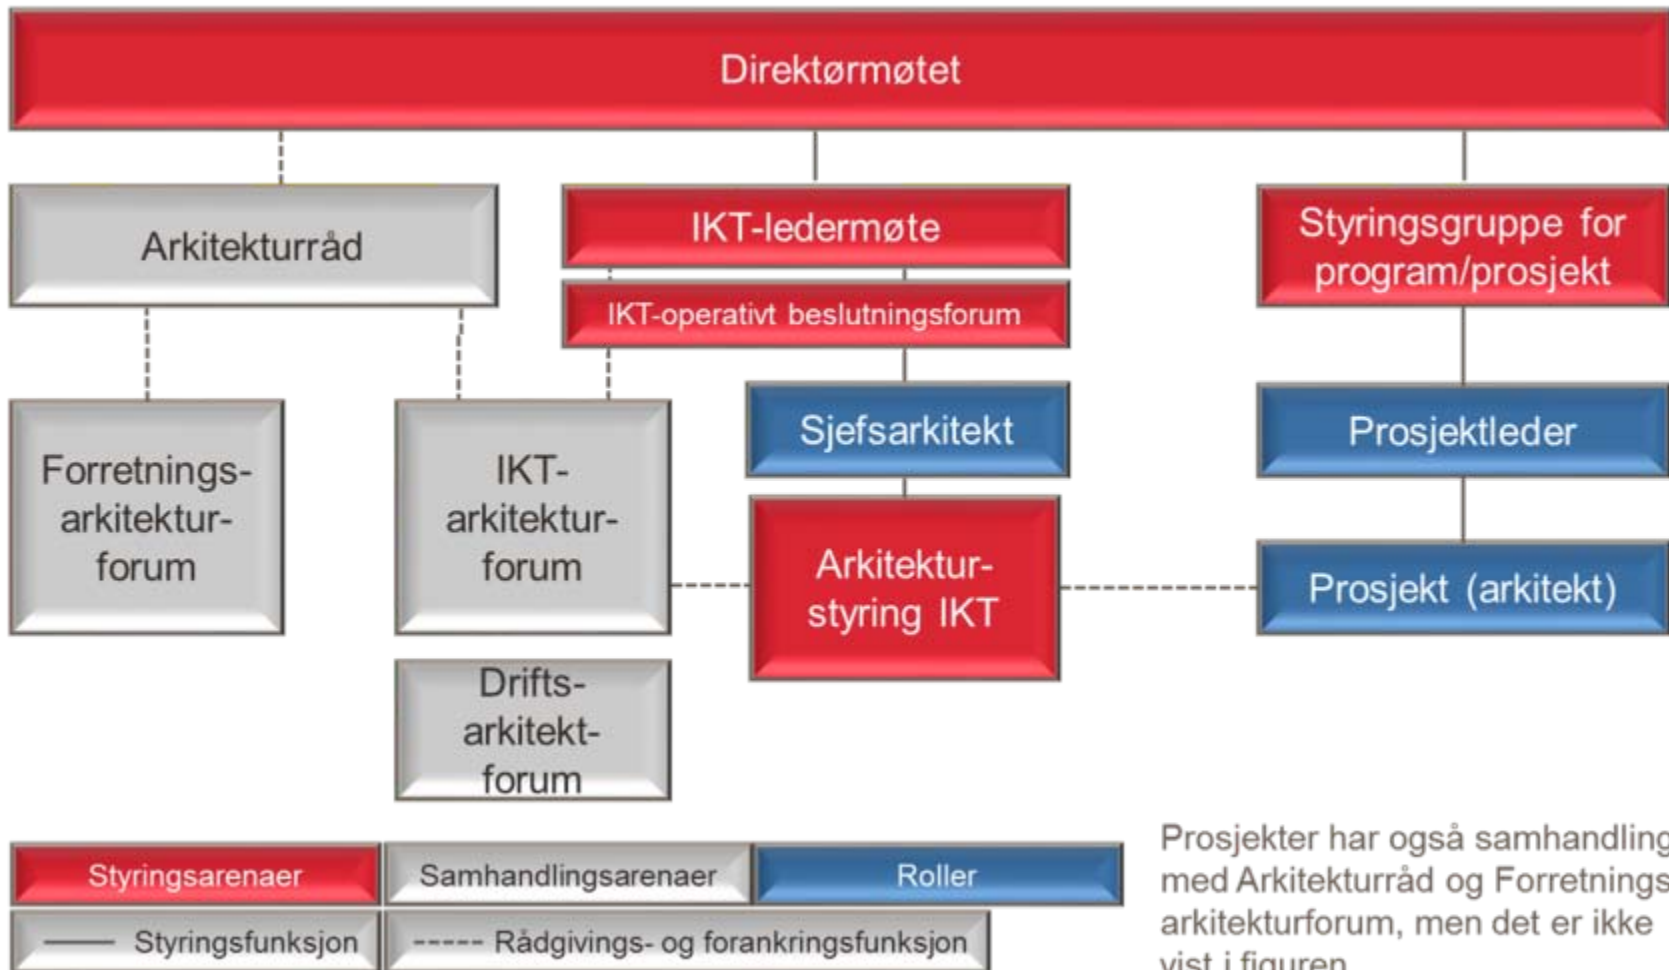 Direktørmøtet
Arkitekturråd
IKT-ledermøte
Styringsgruppe for
program/prosjekt
IKT-operativt beslutningsforum
Forretnings-
arkitektur-
forum
IKT-
arkitektur-
forum
Sjefsarkitekt
Prosjektleder
Arkitektur-
styring IKT
Prosjekt (arkitekt)
Drifts-
arkitekt-
forum
Styringsarenaer
Samhandlingsarenaer
Roller
Styringsfunksjon
Rådgivings- og forankringsfunksjon
Prosjekter har også samhandling
med Arkitekturråd og Forretnings
arkitekturforum, men det er ikke
vist i figuren